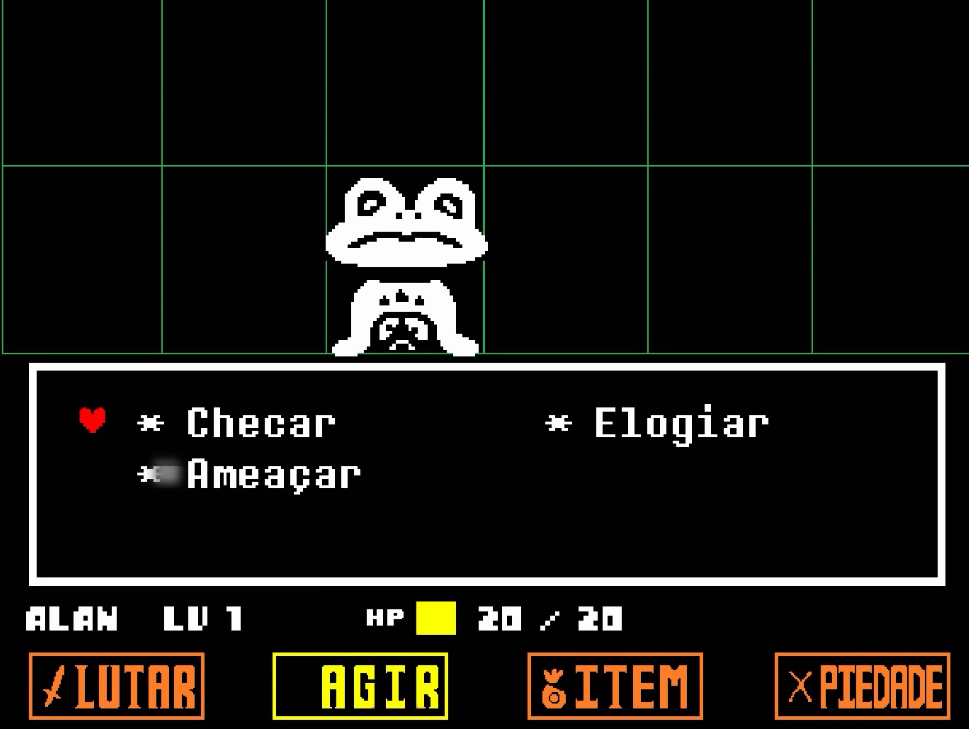 * Checar * Elogiar
* Ameaçar
ALAN LV 1 HP 20 / 20
LUTAR AGIR ITEM PIEDADE